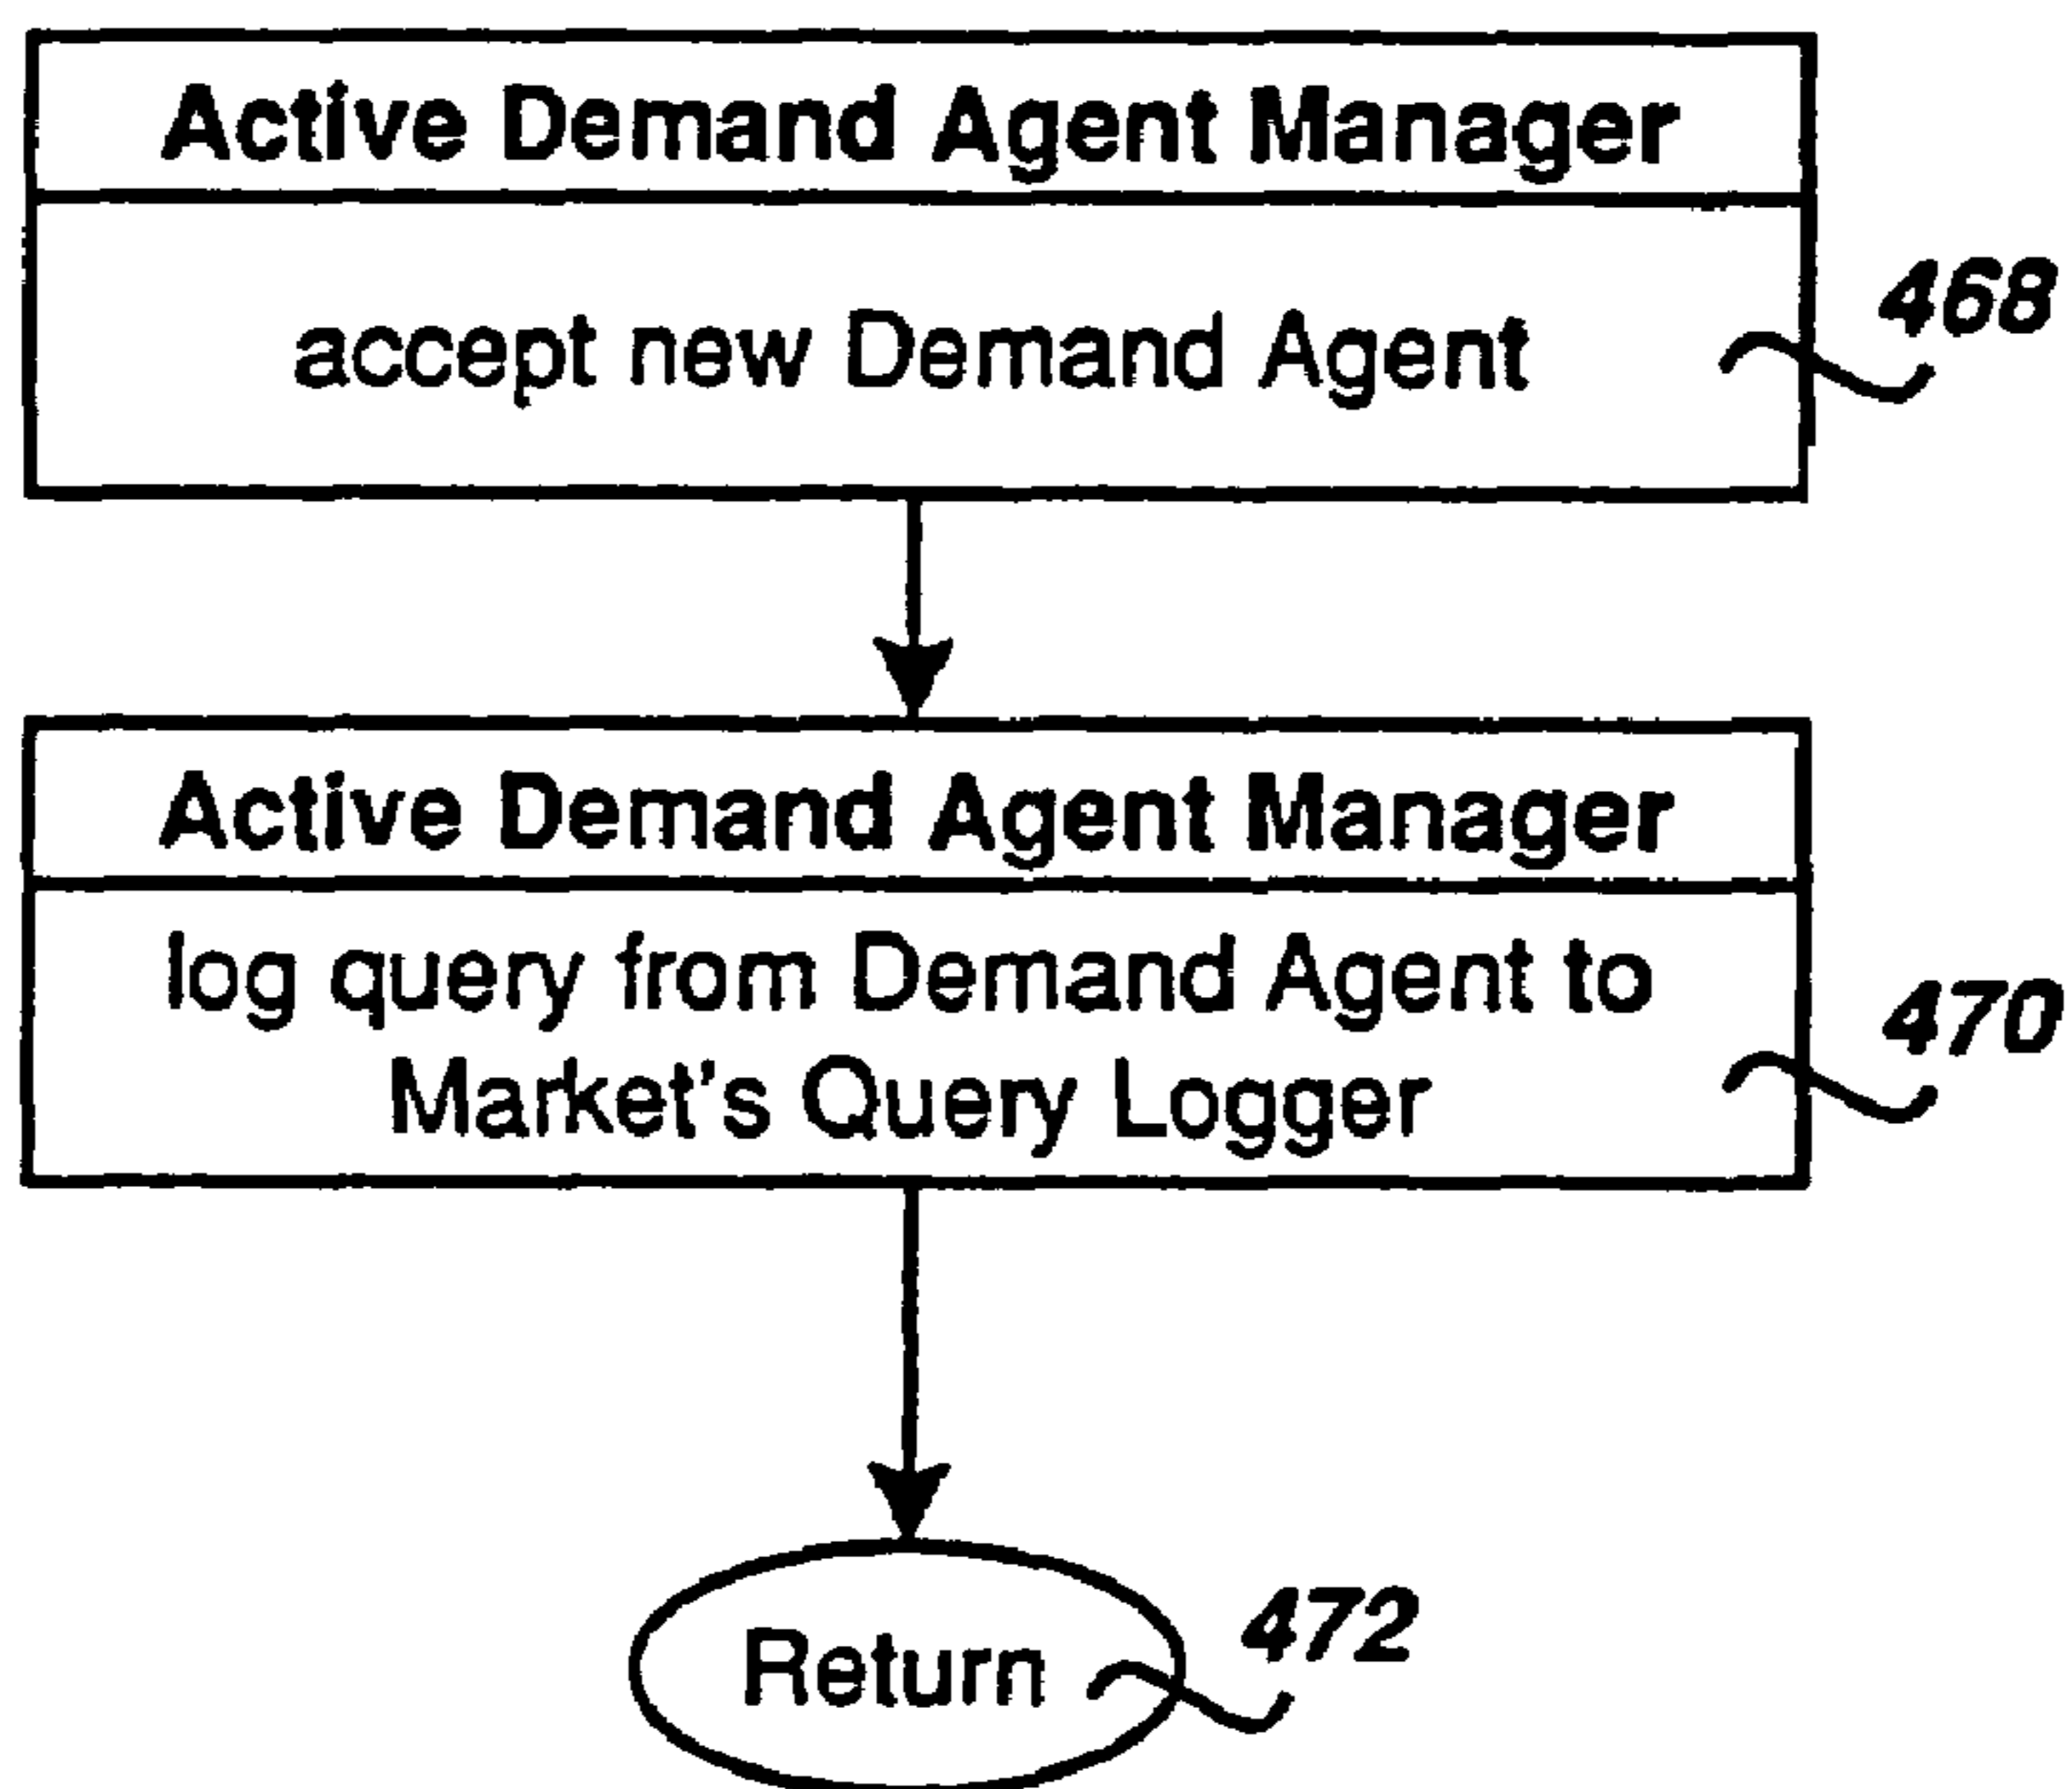 Active Demand Agent Manager
accept new Demand Agent
468
Active Demand Agent Manager
log query from Demand Agent to
Market's Query Logger
470
Return
472